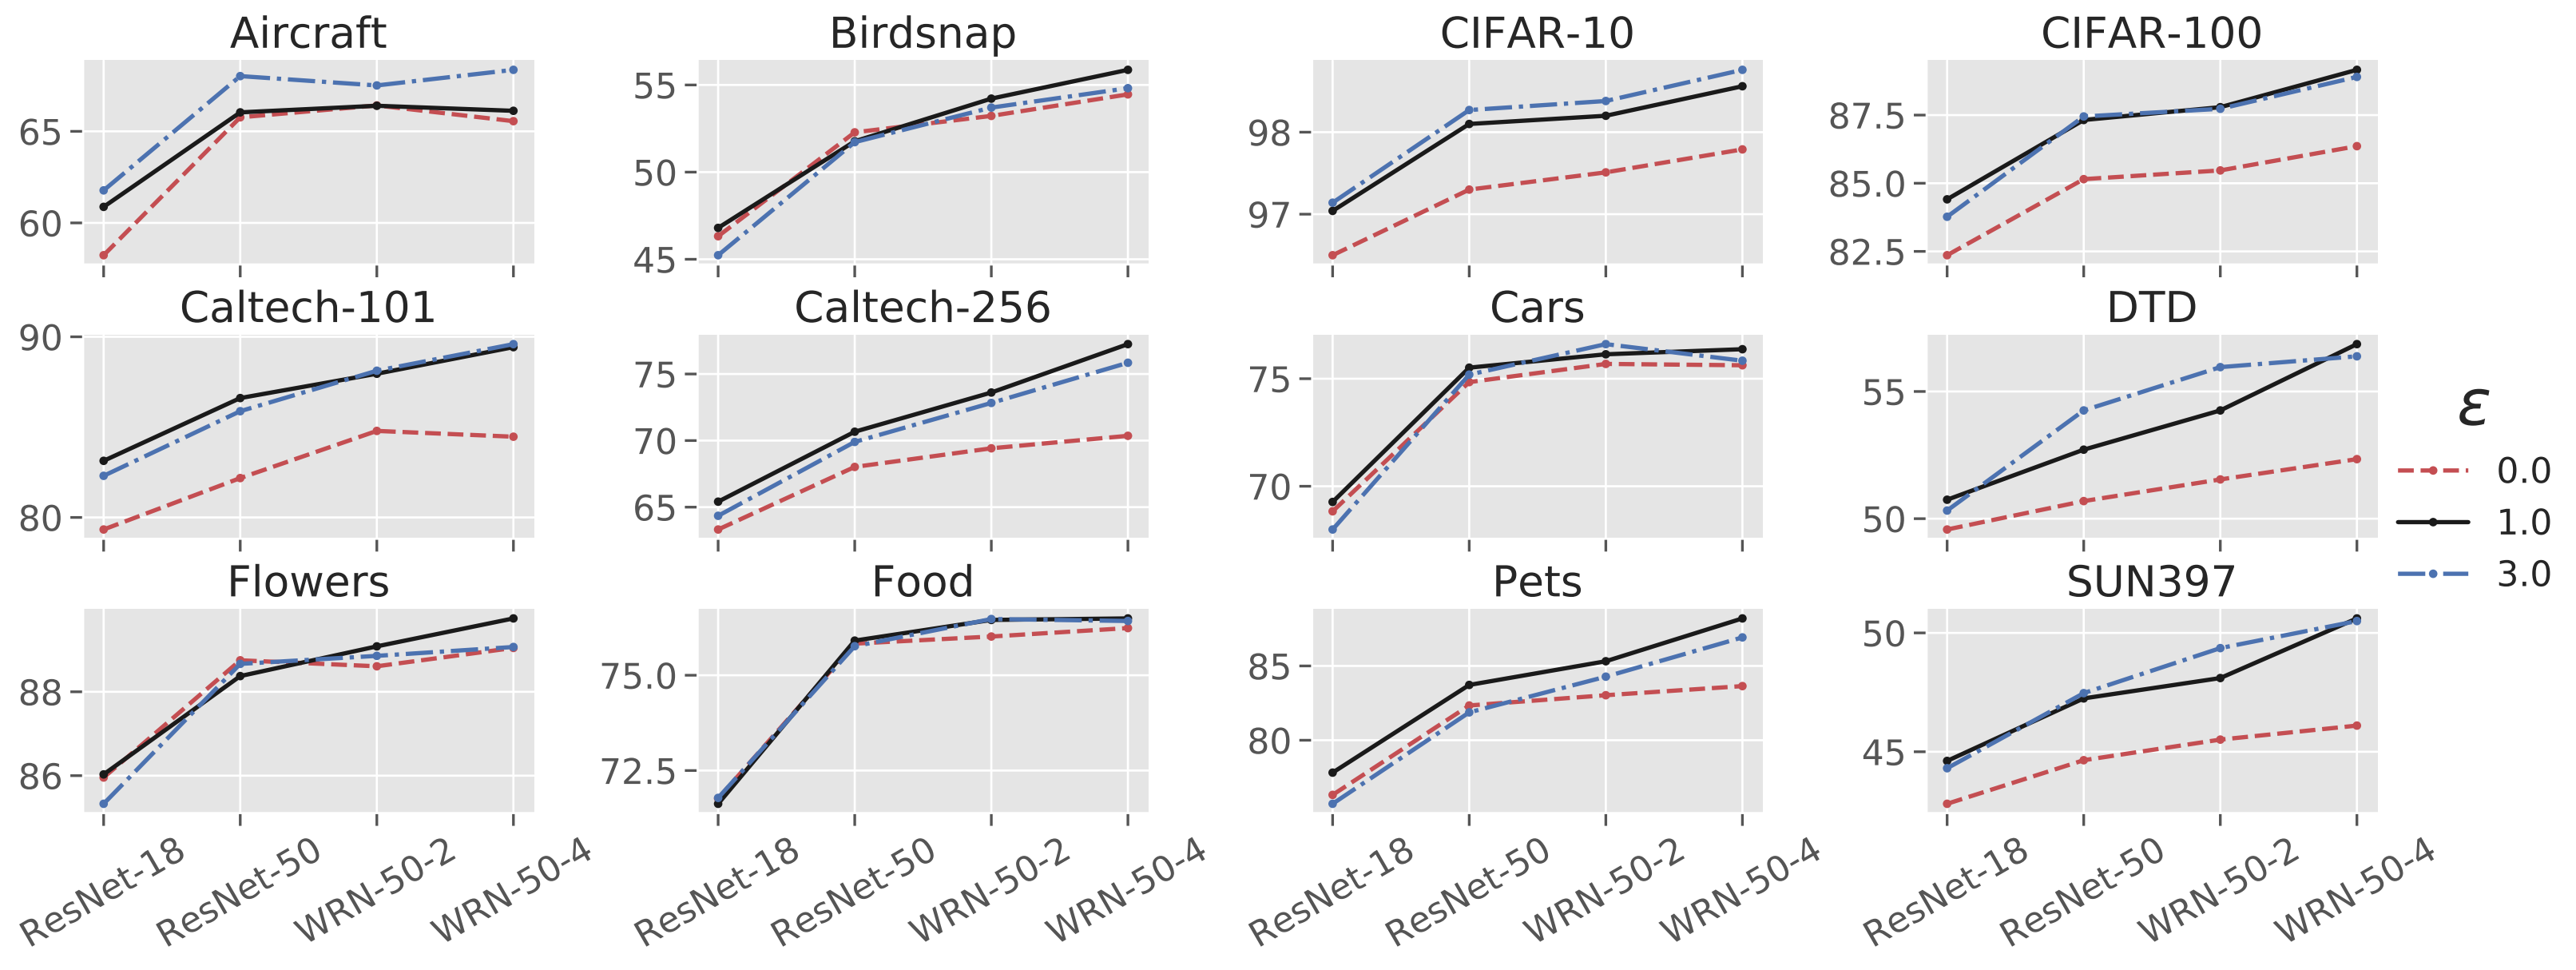 Aircraft
65
60
Birdsnap
55
50
45
CIFAR-10
98
97
CIFAR-100
87.5
85.0
82.5
Caltech-101
90
80
Caltech-256
75
70
65
Cars
75
70
DTD
55
50
Flowers
88
86
ResNet-18
ResNet-50
WRN-50-2
WRN-50-4
Food
75.0
72.5
ResNet-18
ResNet-50
WRN-50-2
WRN-50-4
Pets
85
80
ResNet-18
ResNet-50
WRN-50-2
WRN-50-4
SUN397
50
45
ResNet-18
ResNet-50
WRN-50-2
WRN-50-4
ε
0.0
1.0
3.0